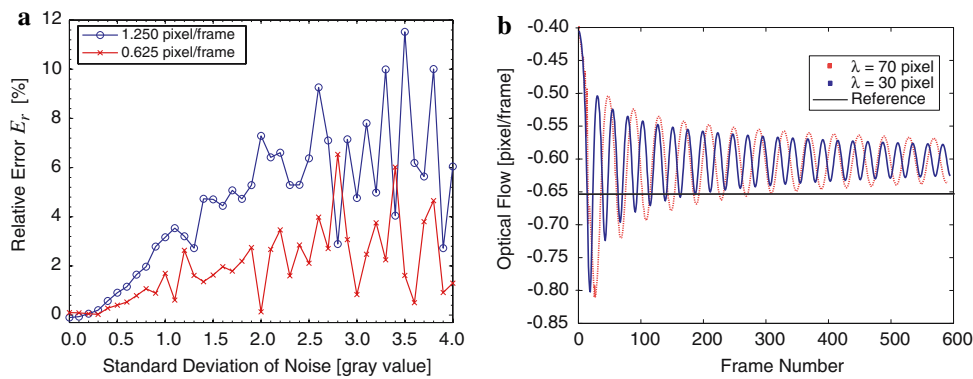 a
12
10
8
6
4
2
0
Relative Error E_r [%]
1.250 pixel/frame
0.625 pixel/frame
0.0 0.5 1.0 1.5 2.0 2.5 3.0 3.5 4.0
Standard Deviation of Noise [gray value]
b
-0.40
-0.50
-0.55
-0.60
-0.65
-0.70
-0.75
-0.80
-0.85
Optical Flow [pixel/frame]
λ = 70 pixel
λ = 30 pixel
Reference
0 100 200 300 400 500 600
Frame Number